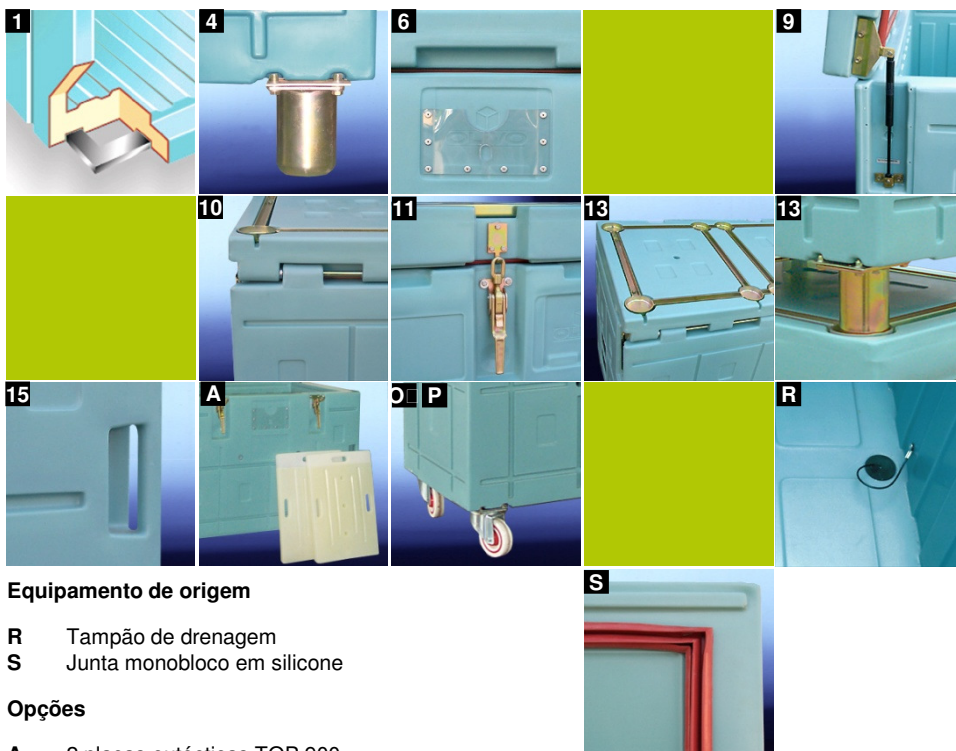 1
4
6
9
10
11
13
13
15
A
P
R
S
Equipamento de origem
R Tampão de drenagem
S Junta monobloco em silicone
Opções